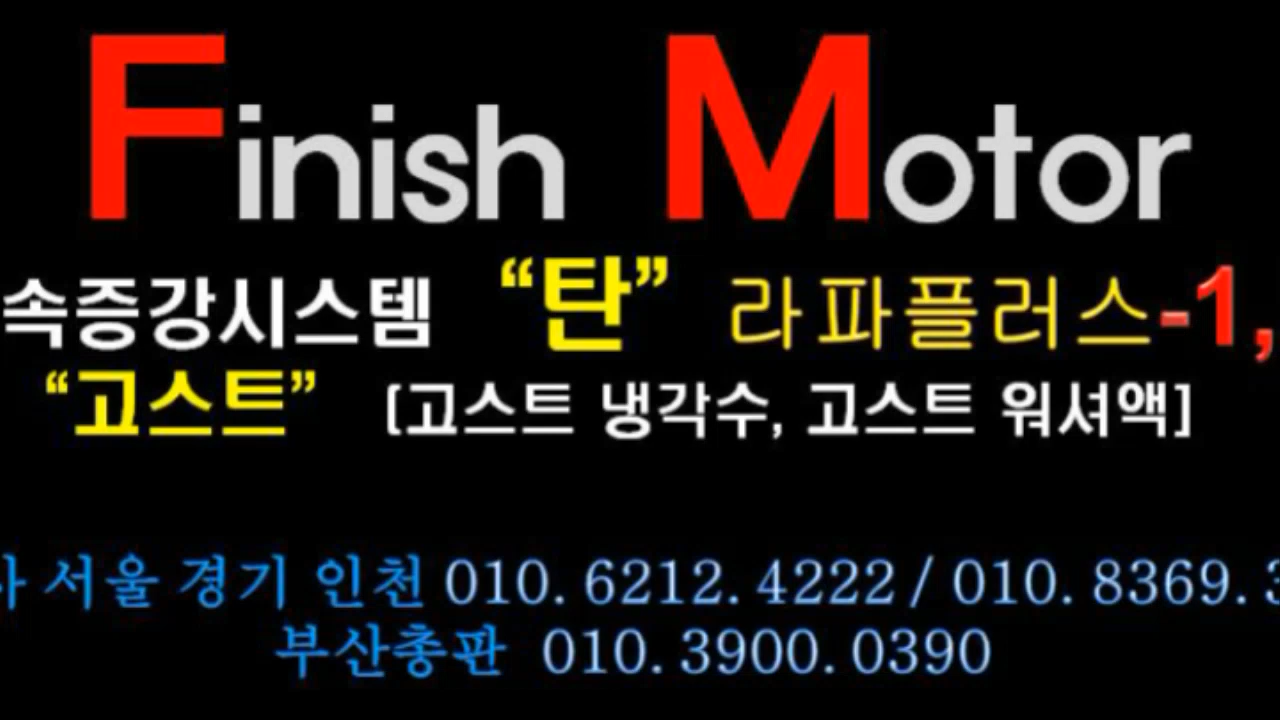 Finish Motor
속증강시스템 “탄” 라파플러스-1,
“고스트” [고스트 냉각수, 고스트 워셔액]
서울 경기 인천 010. 6212. 4222 / 010. 8369.
부산총판 010. 3900. 0390